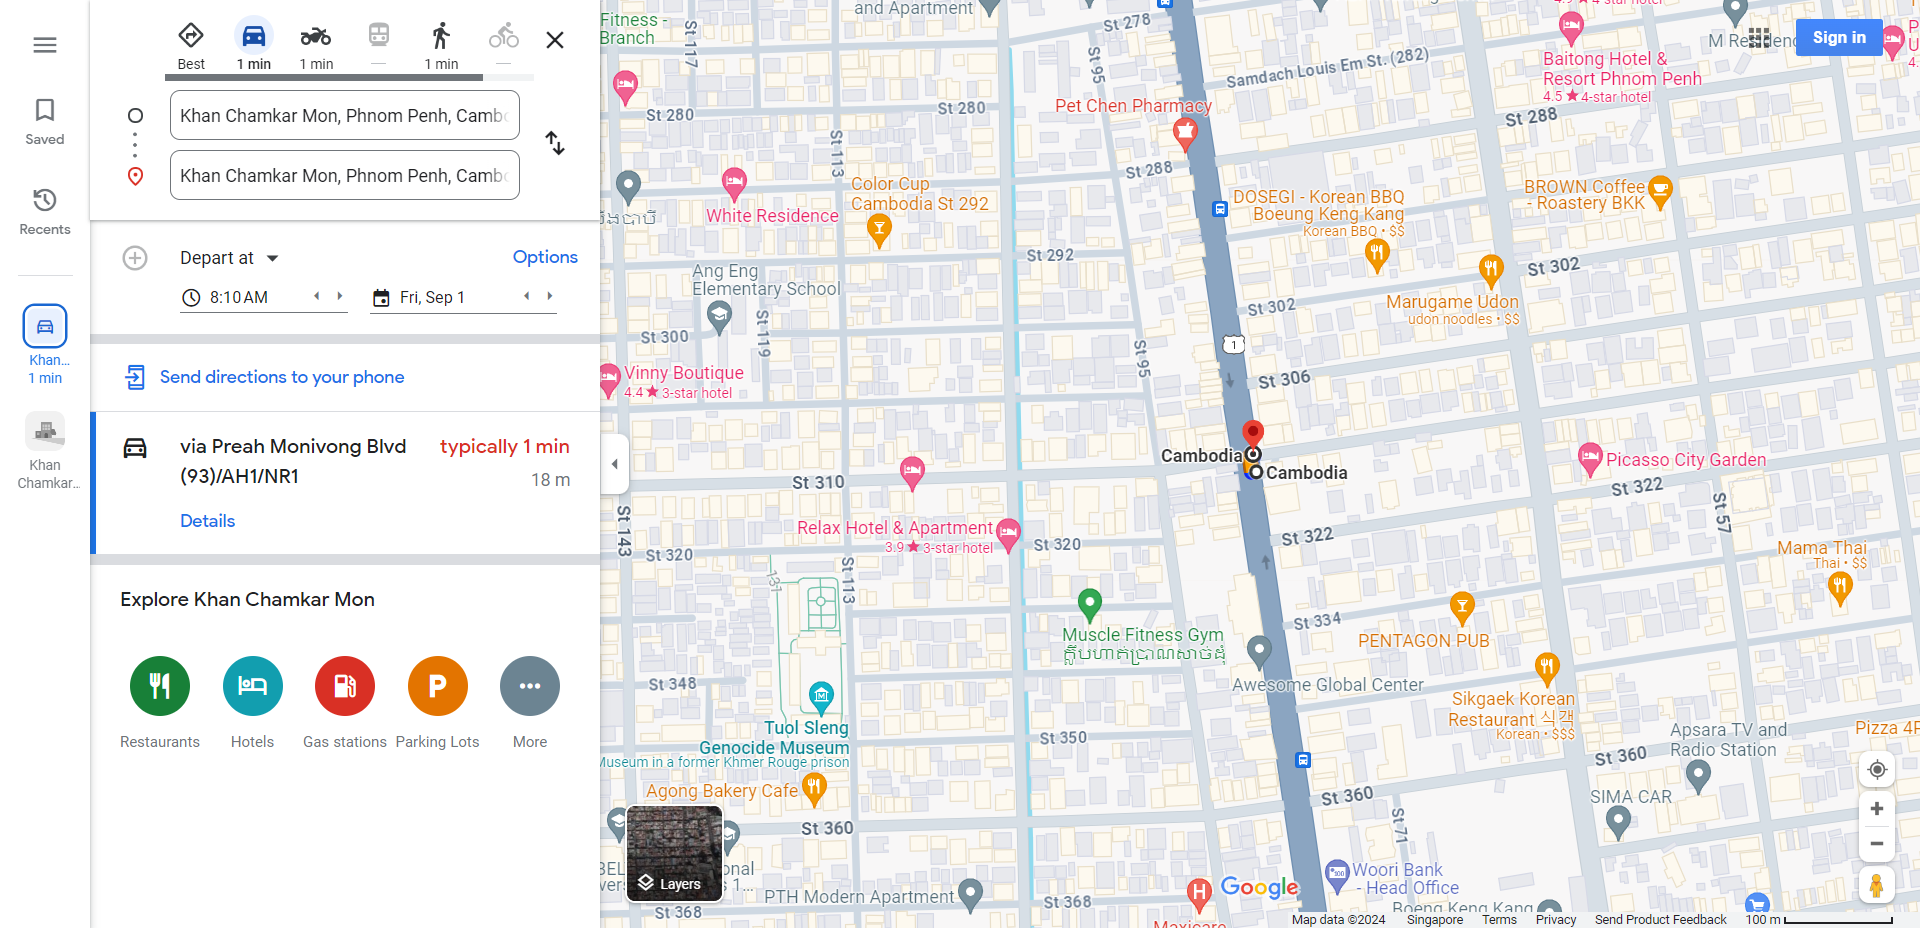 Saved
Recents
Khan...
1 min
Khan
Chamkar...
Best
1 min
1 min
—
1 min
—
Khan Chamkar Mon, Phnom Penh, Cambo
Khan Chamkar Mon, Phnom Penh, Cambo
Depart at
Options
8:10 AM
Fri, Sep 1
Send directions to your phone
via Preah Monivong Blvd
(93)/AH1/NR1
typically 1 min
18 m
Details
Explore Khan Chamkar Mon
Restaurants
Hotels
Gas stations
Parking Lots
More
Fitness -
Branch
and Apartment
St 278
St 117
St 95
Samdach Louis Em St. (282)
4-star hotel
M Residenc
Sign in
Baitong Hotel &
Resort Phnom Penh
4.5 ★ 4-star hotel
St 280
St 280
Pet Chen Pharmacy
St 288
St 113
St 288
White Residence
Color Cup
Cambodia St 292
DOSEGI - Korean BBQ
Boeung Keng Kang
Korean BBQ • $$
BROWN Coffee
- Roastery BKK
St 292
St 302
Ang Eng
Elementary School
St 302
Marugame Udon
udon noodles • $$
St 300
St 119
St 95
1
St 306
Vinny Boutique
4.4 ★ 3-star hotel
Cambodia
Cambodia
Picasso City Garden
St 310
St 322
St 57
St 143
Relax Hotel & Apartment
3.9 ★ 3-star hotel
St 320
St 320
St 322
Mama Thai
Thai • $$
131
St 113
St 334
Muscle Fitness Gym
PENTAGON PUB
St 348
Awesome Global Center
Sikgaek Korean
Restaurant 식객
Korean • $$$
Tuol Sleng
Genocide Museum
Museum in a former Khmer Rouge prison
St 350
Apsara TV and
Radio Station
Pizza 4P
St 360
Agong Bakery Cafe
St 360
SIMA CAR
St 360
St 71
Layers
PTH Modern Apartment
St 368
St 368
Google
Woori Bank
- Head Office
Boeng Keng Kang
Maxicare
Map data ©2024
Singapore
Terms
Privacy
Send Product Feedback
100 m